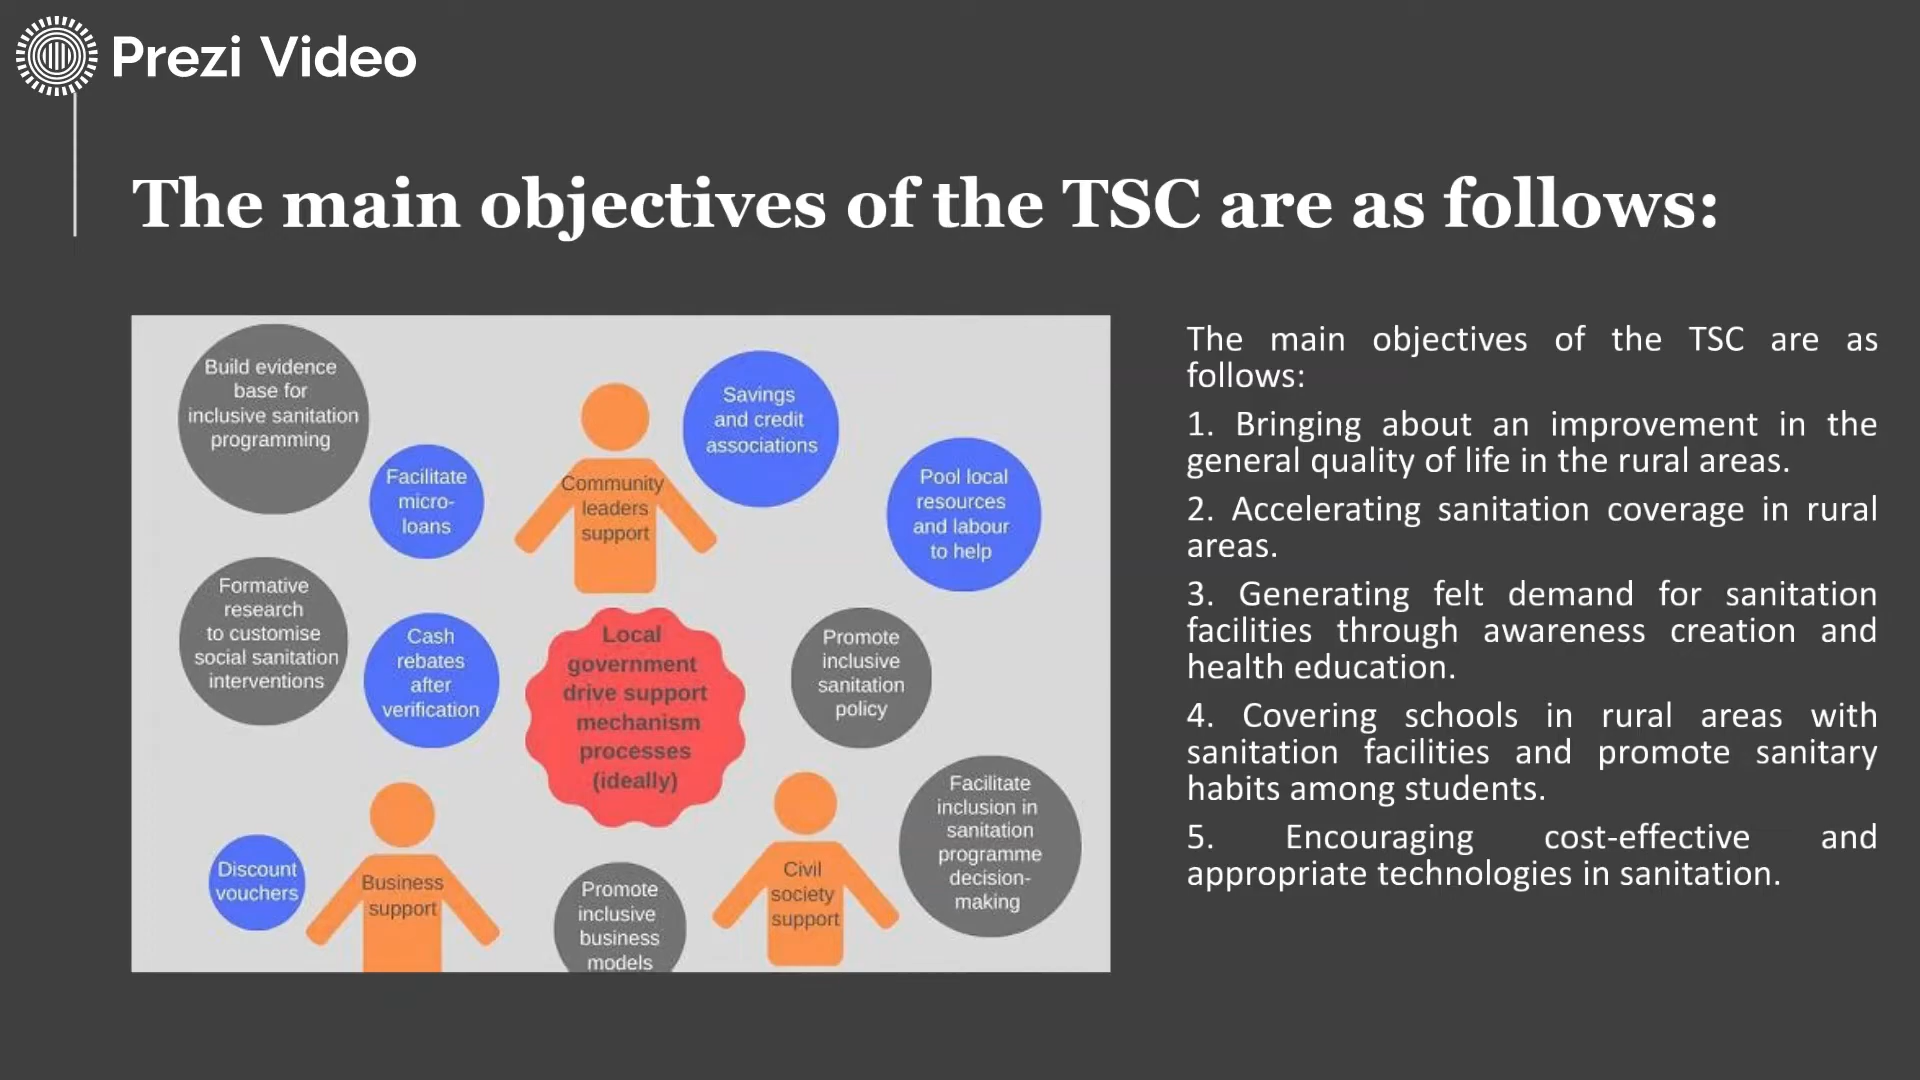 Prezi Video
The main objectives of the TSC are as follows:
Build evidence
base for
inclusive sanitation
programming
Facilitate
micro-
loans
Community
leaders
support
Savings
and credit
associations
Pool local
resources
and labour
to help
Formative
research
to customise
social sanitation
interventions
Cash
rebates
after
verification
Local
government
drive support
mechanism
processes
(ideally)
Promote
inclusive
sanitation
policy
Discount
vouchers
Business
support
Promote
inclusive
business
models
Civil
society
support
Facilitate
inclusion in
sanitation
programme
decision-
making
The main objectives of the TSC are as
follows:
1. Bringing about an improvement in the
general quality of life in the rural areas.
2. Accelerating sanitation coverage in rural
areas.
3. Generating felt demand for sanitation
facilities through awareness creation and
health education.
4. Covering schools in rural areas with
sanitation facilities and promote sanitary
habits among students.
5. Encouraging cost-effective and
appropriate technologies in sanitation.